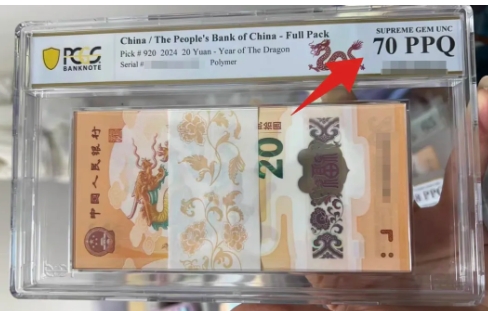 PCGS
BANKNOTE
China / The People's Bank of China - Full Pack
Pick # 920 2024 20 Yuan - Year of The Dragon
Serial #
Polymer
SUPREME GEM UNC
70 PPQ
中国人民银行
20